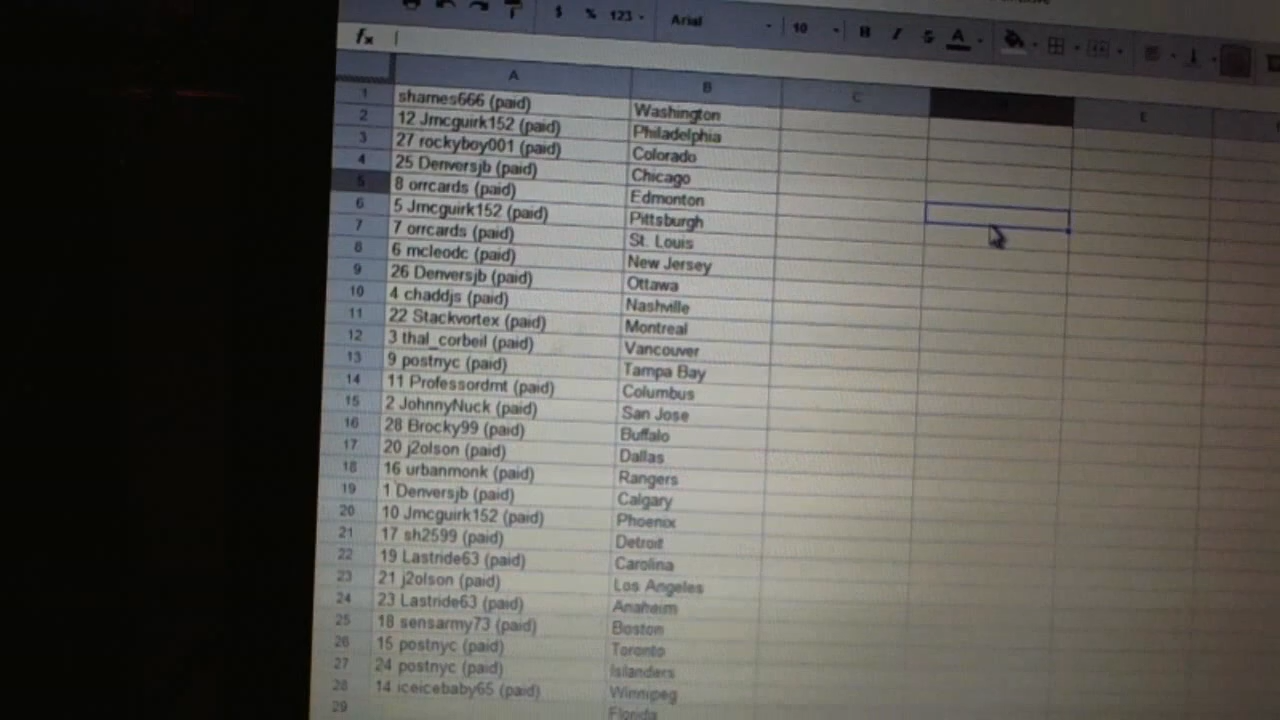 $ % 123 Arial 10 B I S A
fx
A B C E
1 shames666 (paid) Washington
2 12 Jmcguirk152 (paid) Philadelphia
3 27 rockyboy001 (paid) Colorado
4 25 Denversjb (paid) Chicago
5 8 orrcards (paid) Edmonton
6 5 Jmcguirk152 (paid) Pittsburgh
7 7 orrcards (paid) St. Louis
8 6 mcleodc (paid) New Jersey
9 26 Denversjb (paid) Ottawa
10 4 chaddjs (paid) Nashville
11 22 Stackvortex (paid) Montreal
12 3 thal_corbeil (paid) Vancouver
13 9 postnyc (paid) Tampa Bay
14 11 Professordmt (paid) Columbus
15 2 JohnnyNuck (paid) San Jose
16 28 Brocky99 (paid) Buffalo
17 20 j2olson (paid) Dallas
18 16 urbanmonk (paid) Rangers
19 1 Denversjb (paid) Calgary
20 10 Jmcguirk152 (paid) Phoenix
21 17 sh2599 (paid) Detroit
22 19 Lastride63 (paid) Carolina
23 21 j2olson (paid) Los Angeles
24 23 Lastride63 (paid) Anaheim
25 18 sensarmy73 (paid) Boston
26 15 postnyc (paid) Toronto
27 24 postnyc (paid) Islanders
28 14 iceicebaby65 (paid) Winnipeg
29 Florida